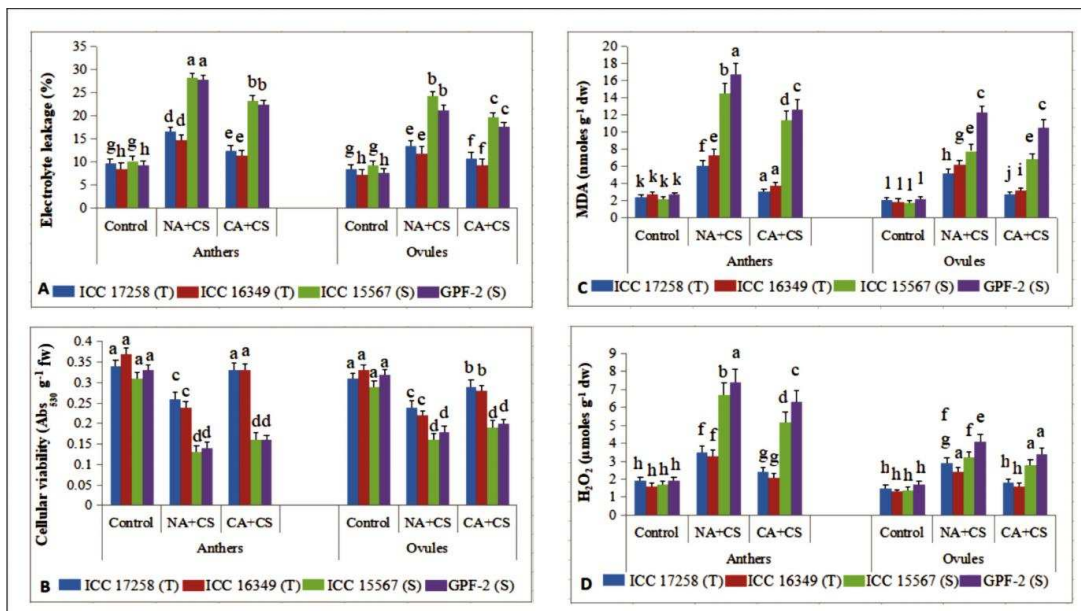 Electrolyte leakage (%)
35
30
25
20
15
10
5
0
g h g h
d d a a
e e b b
g h g h
e e b b
f f c c
Control NA+CS CA+CS Control NA+CS CA+CS
Anthers Ovules
A ICC 17258 (T) ICC 16349 (T) ICC 15567 (S) GPF-2 (S)
MDA (nmoles g-1 dw)
20
18
16
14
12
10
8
6
4
2
0
k k k k
f e b a
a a d c
l l l l
h g e c
j i e c
Control NA+CS CA+CS Control NA+CS CA+CS
Anthers Ovules
C ICC 17258 (T) ICC 16349 (T) ICC 15567 (S) GPF-2 (S)
Cellular viability (Abs 530 g-1 fw)
0.4
0.35
0.3
0.25
0.2
0.15
0.1
0.05
0
a a a a
c c d d
a a d d
a a a a
c c d d
b b d d
Control NA+CS CA+CS Control NA+CS CA+CS
Anthers Ovules
B ICC 17258 (T) ICC 16349 (T) ICC 15567 (S) GPF-2 (S)
H2O2 (µmoles g-1 dw)
9
8
7
6
5
4
3
2
1
0
h h h h
f f b a
g g d c
h h h h
f
g a f e
h h a a
Control NA+CS CA+CS Control NA+CS CA+CS
Anthers Ovules
D ICC 17258 (T) ICC 16349 (T) ICC 15567 (S) GPF-2 (S)